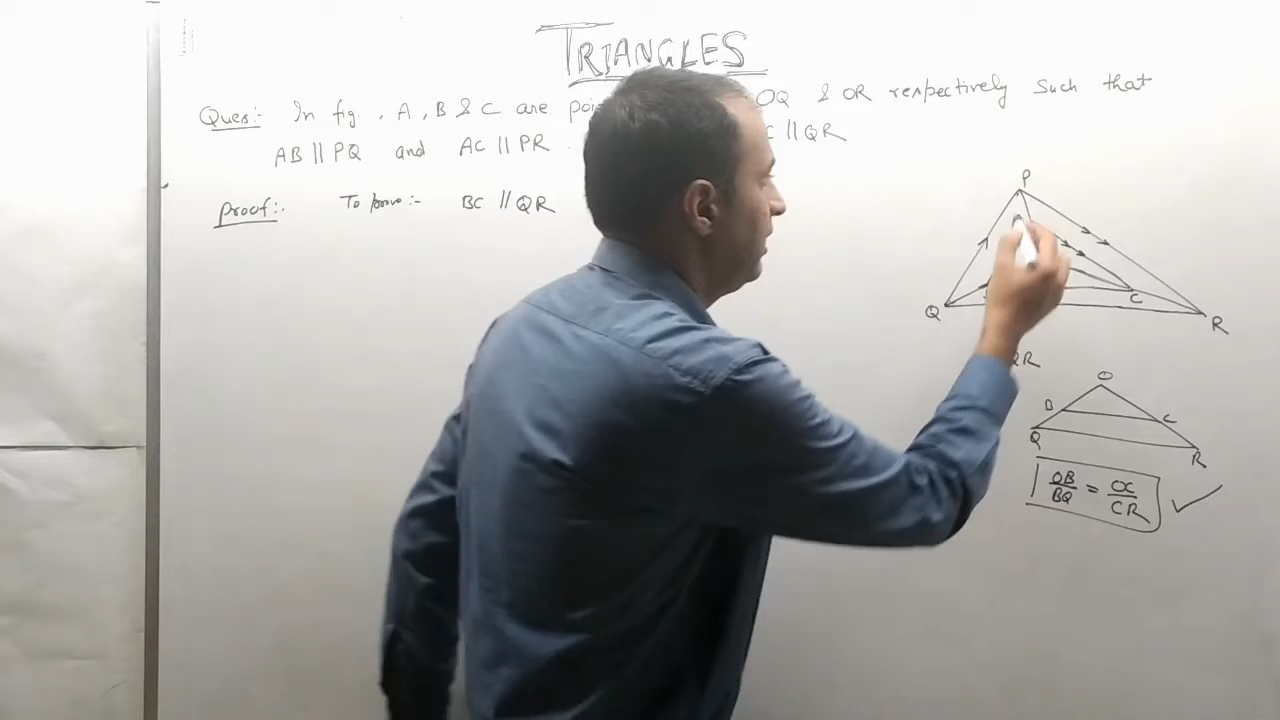 TRIANGLES
Ques:- In fig., A, B & C are OQ & OR respectively such that
AB || PQ and AC || PR. || QR
Proof:- To prove:- BC || QR
P
Q
C
R
QR
O
B
C
Q
R
OB/BQ = OC/CR